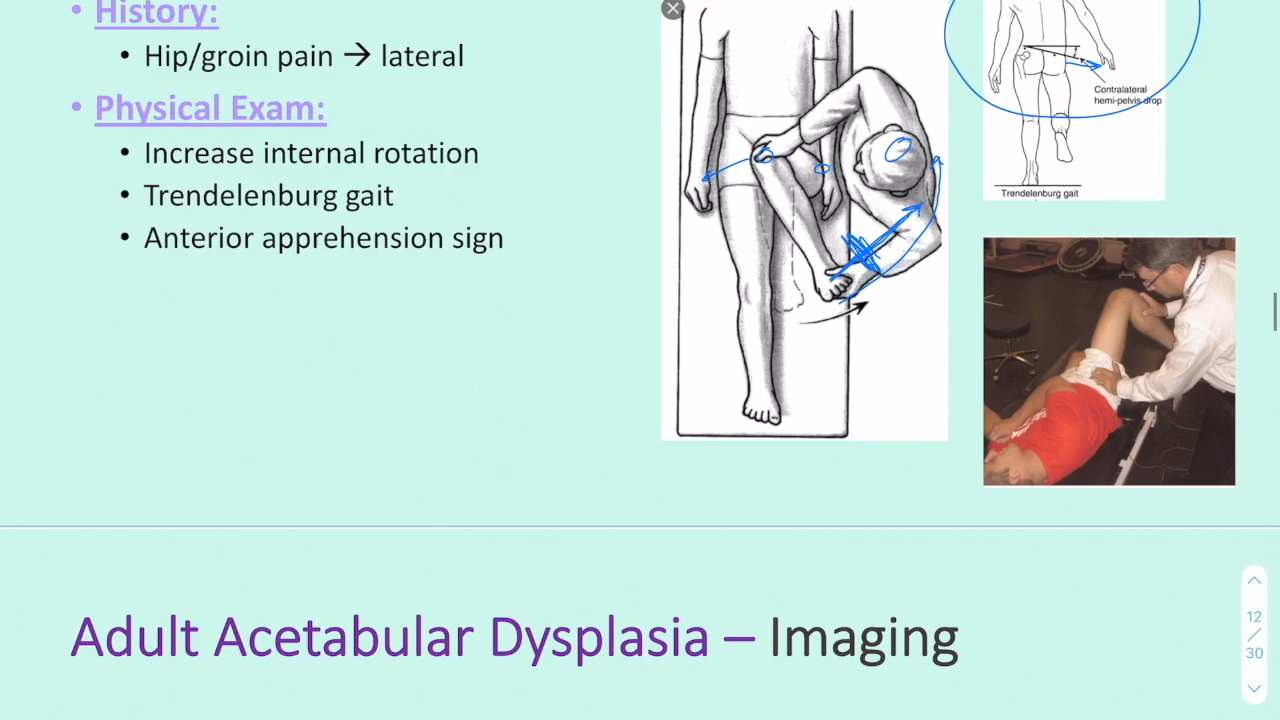 • History:
• Hip/groin pain → lateral
• Physical Exam:
• Increase internal rotation
• Trendelenburg gait
• Anterior apprehension sign
Contralateral
hemi-pelvis drop
Trendelenburg gait
Adult Acetabular Dysplasia – Imaging
12
/
30